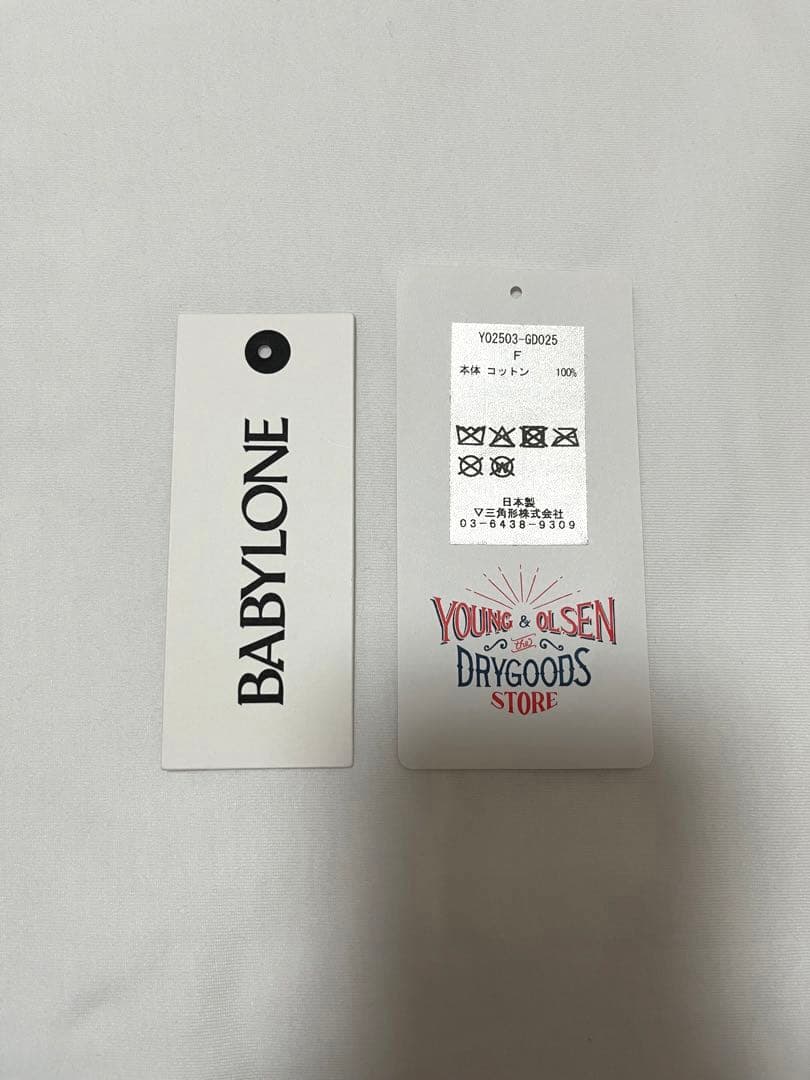 BABYLONE
YO2503-GD025
F
本体 コットン 100%
日本製
▽三角形株式会社
03-6438-9309
YOUNG & OLSEN
the
DRYGOODS
STORE